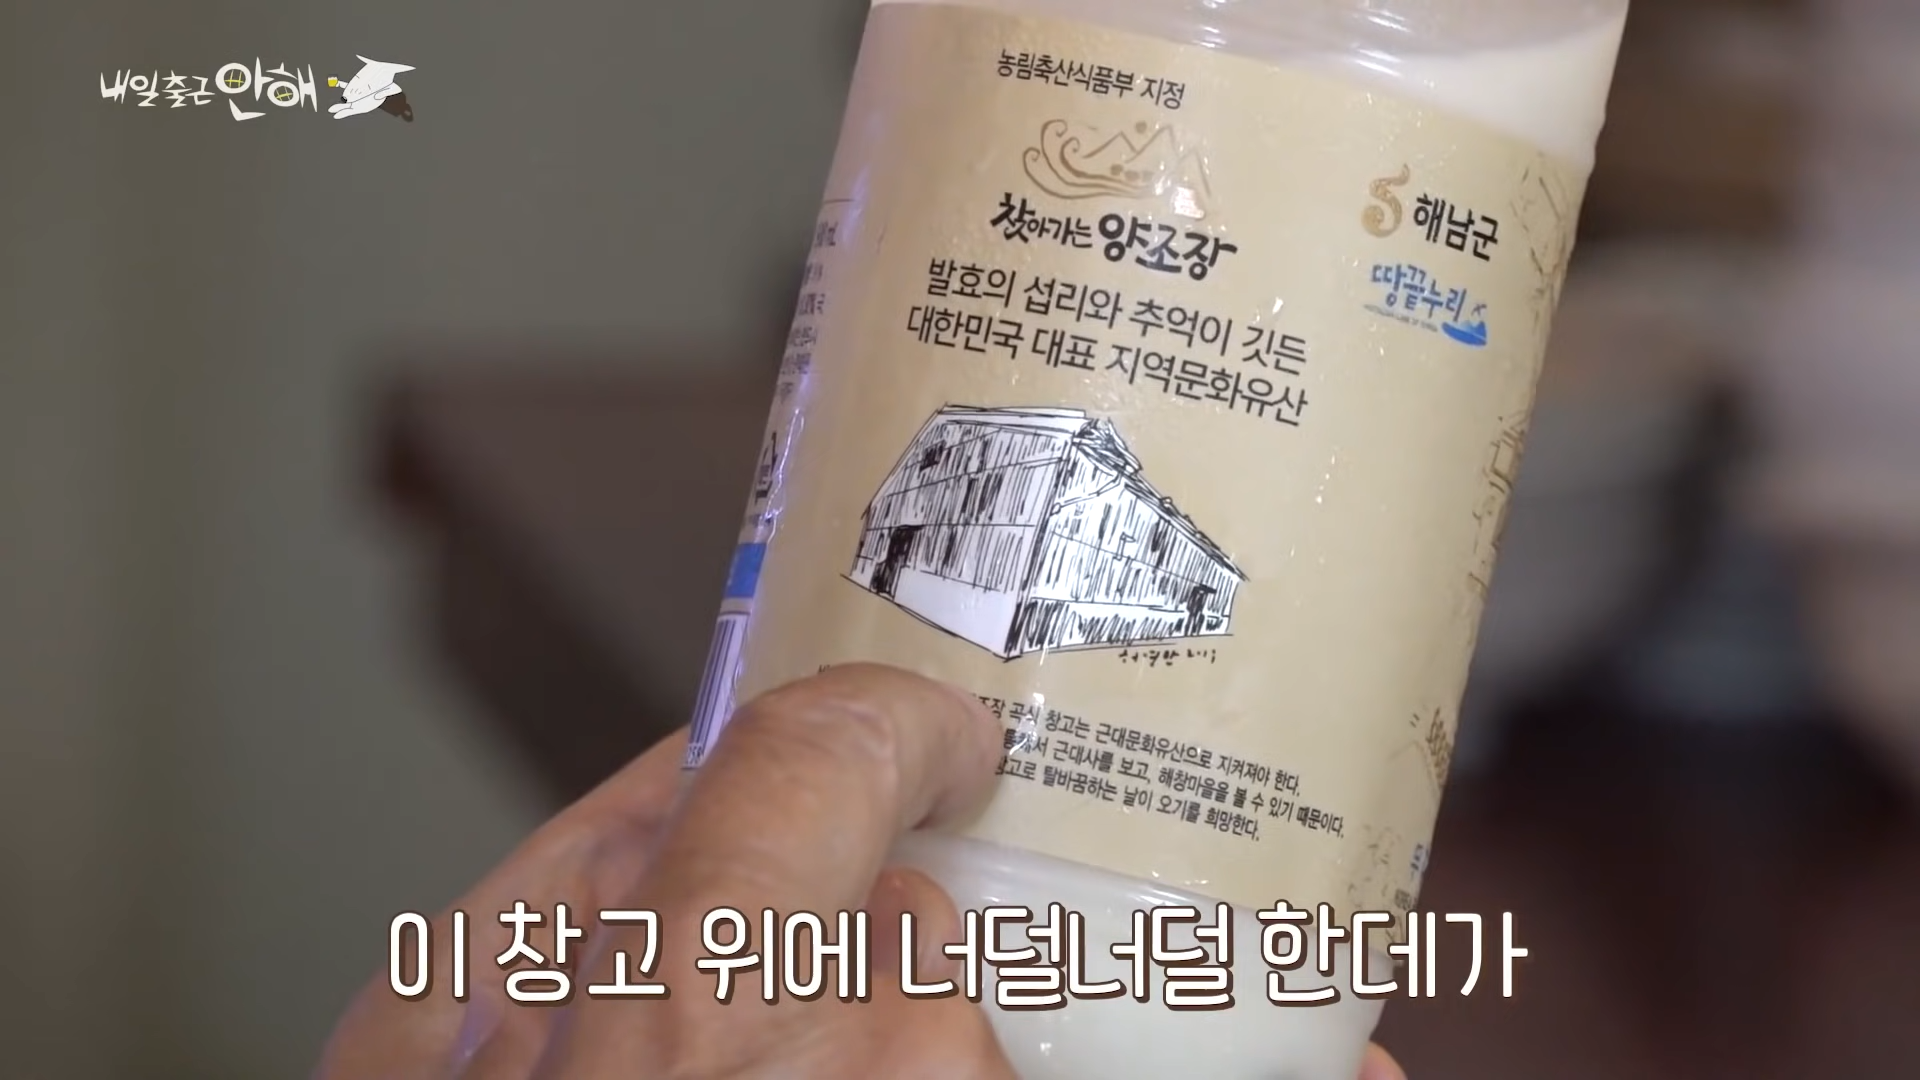 내일 출근 안해
농림축산식품부 지정
찾아가는 양조장
해남군
땅끝누리
발효의 섭리와 추억이 깃든
대한민국 대표 지역문화유산
곡식 창고는 근대문화유산으로 지켜져야 한다.
통해서 근대사를 보고, 해창마을을 볼 수 있기 때문이다.
창고로 탈바꿈하는 날이 오기를 희망한다.
이 창고 위에 너덜너덜 한데가